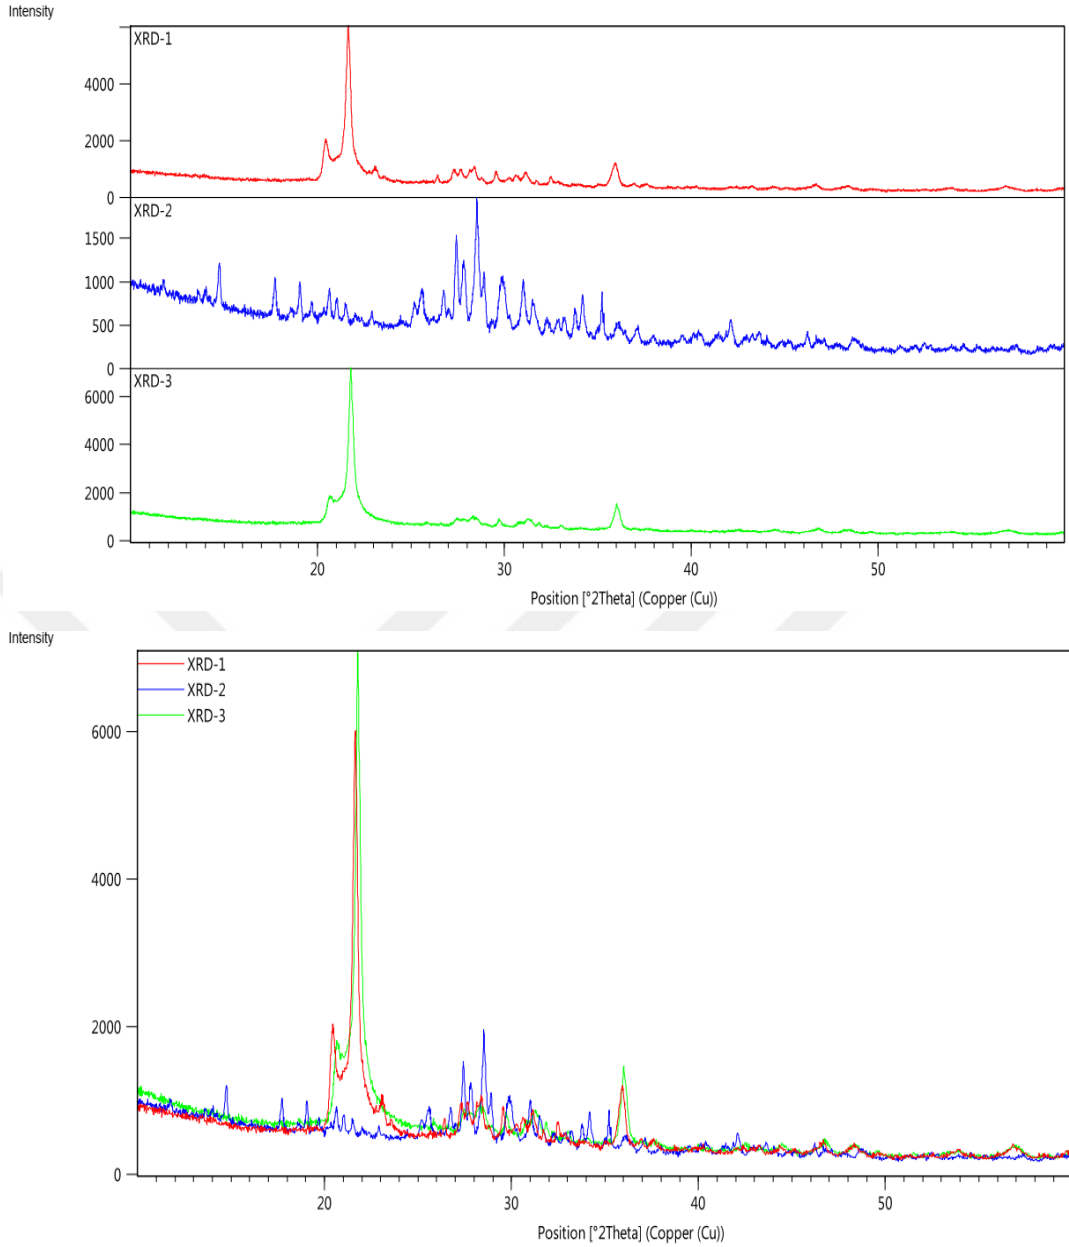 Intensity
XRD-1
4000
2000
0
XRD-2
1500
1000
500
0
XRD-3
6000
4000
2000
0
20 30 40 50
Position [°2Theta] (Copper (Cu))
Intensity
XRD-1
XRD-2
XRD-3
6000
4000
2000
0
20 30 40 50
Position [°2Theta] (Copper (Cu))